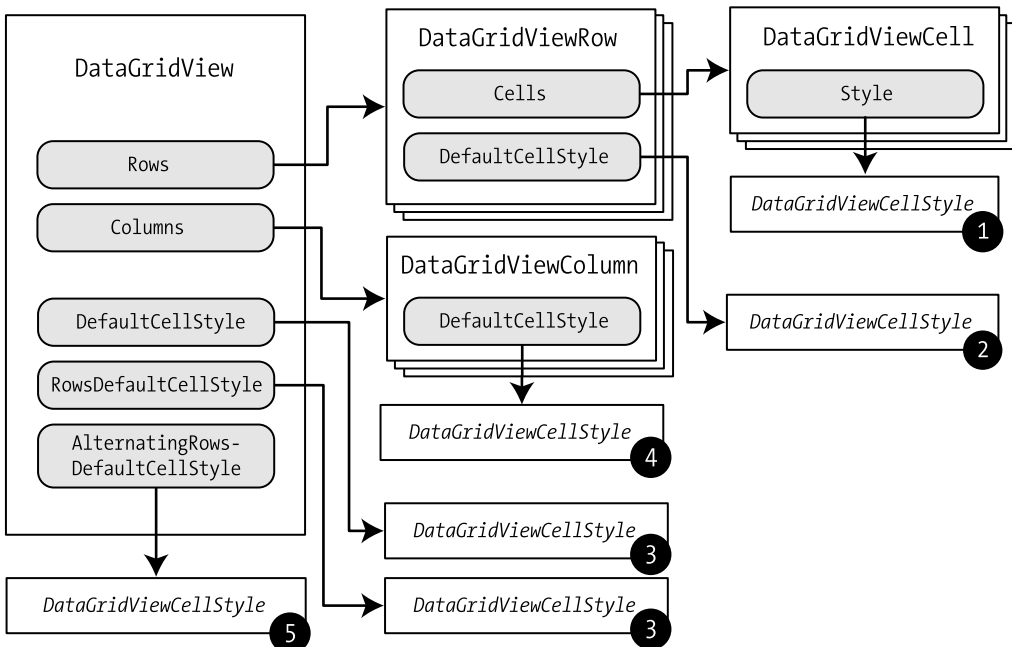 DataGridView
Rows
Columns
DefaultCellStyle
RowsDefaultCellStyle
AlternatingRows-
DefaultCellStyle
DataGridViewCellStyle
5
DataGridViewRow
Cells
DefaultCellStyle
DataGridViewColumn
DefaultCellStyle
DataGridViewCellStyle
4
DataGridViewCellStyle
3
DataGridViewCellStyle
3
DataGridViewCell
Style
DataGridViewCellStyle
1
DataGridViewCellStyle
2